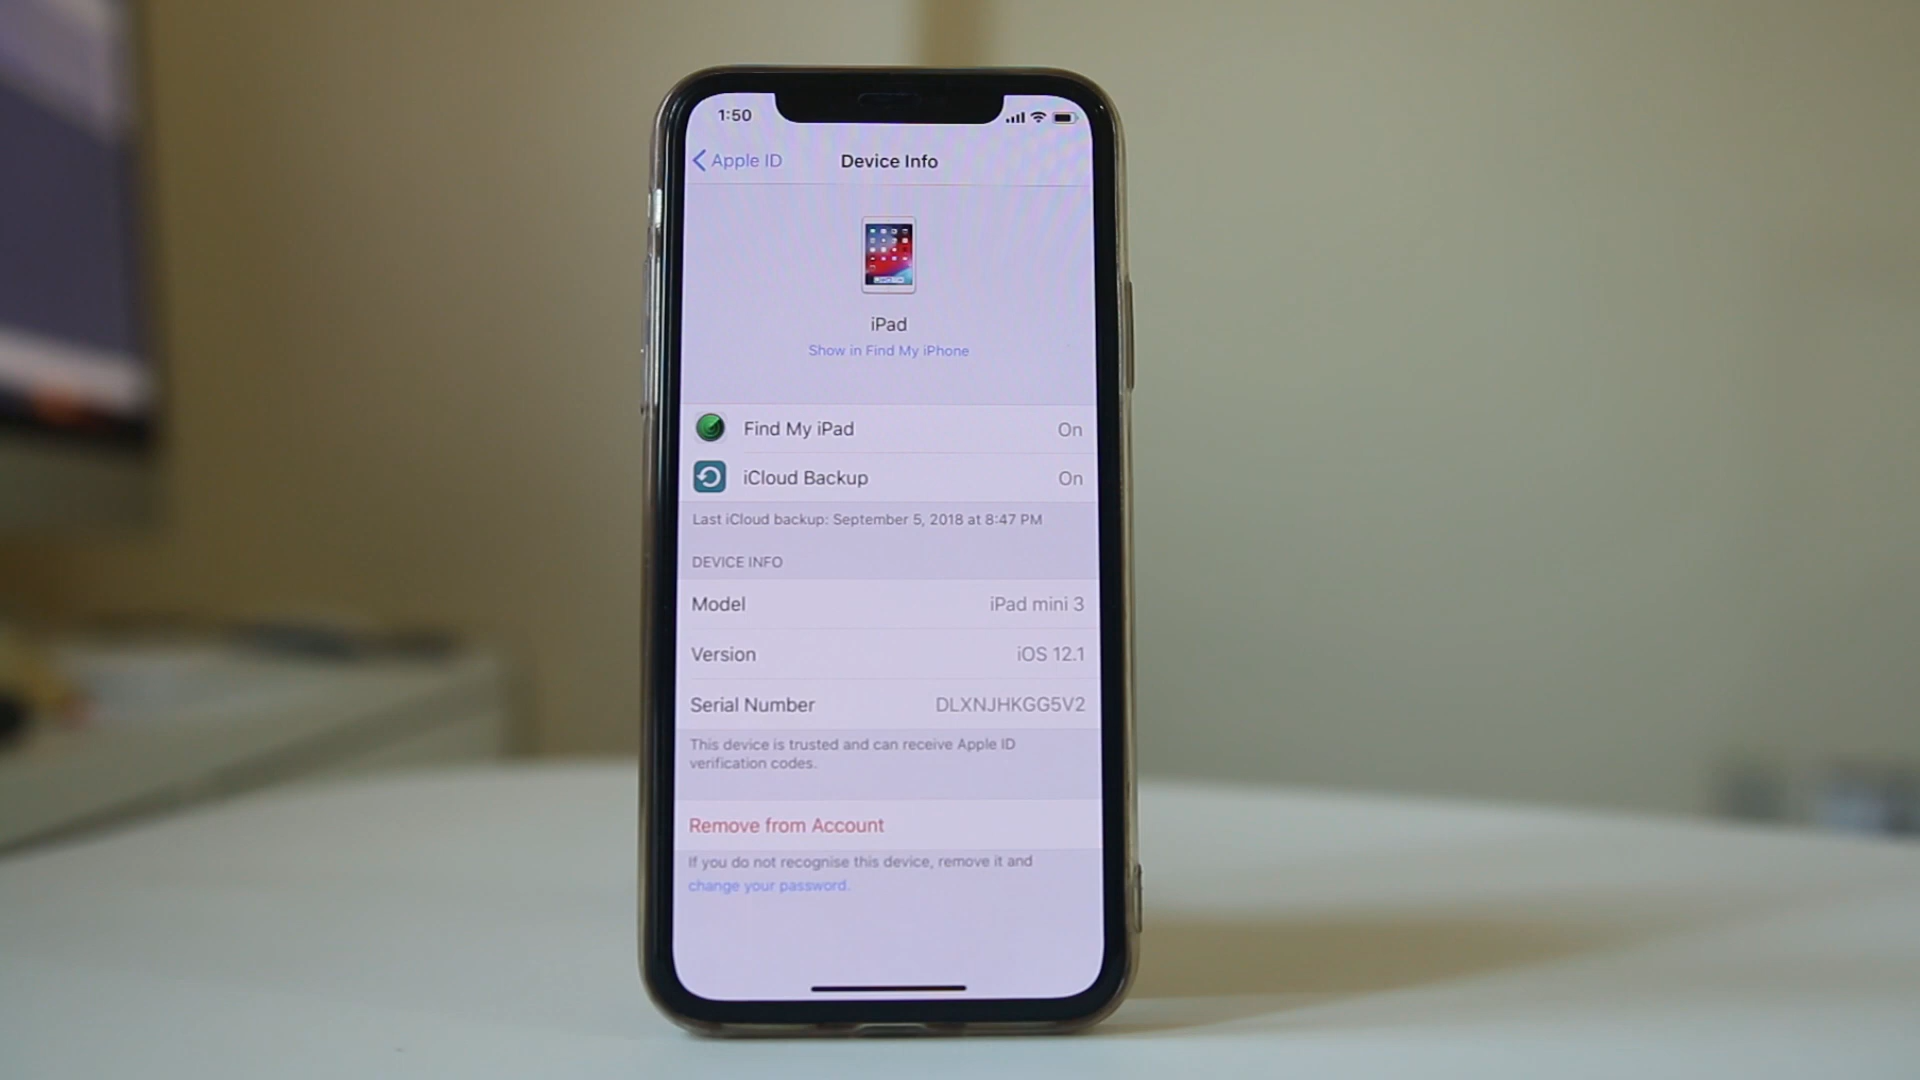 1:50
Apple ID
Device Info
iPad
Show in Find My iPhone
Find My iPad On
iCloud Backup On
Last iCloud backup: September 5, 2018 at 8:47 PM
DEVICE INFO
Model iPad mini 3
Version iOS 12.1
Serial Number DLXNJHKGG5V2
This device is trusted and can receive Apple ID
verification codes.
Remove from Account
If you do not recognise this device, remove it and
change your password.